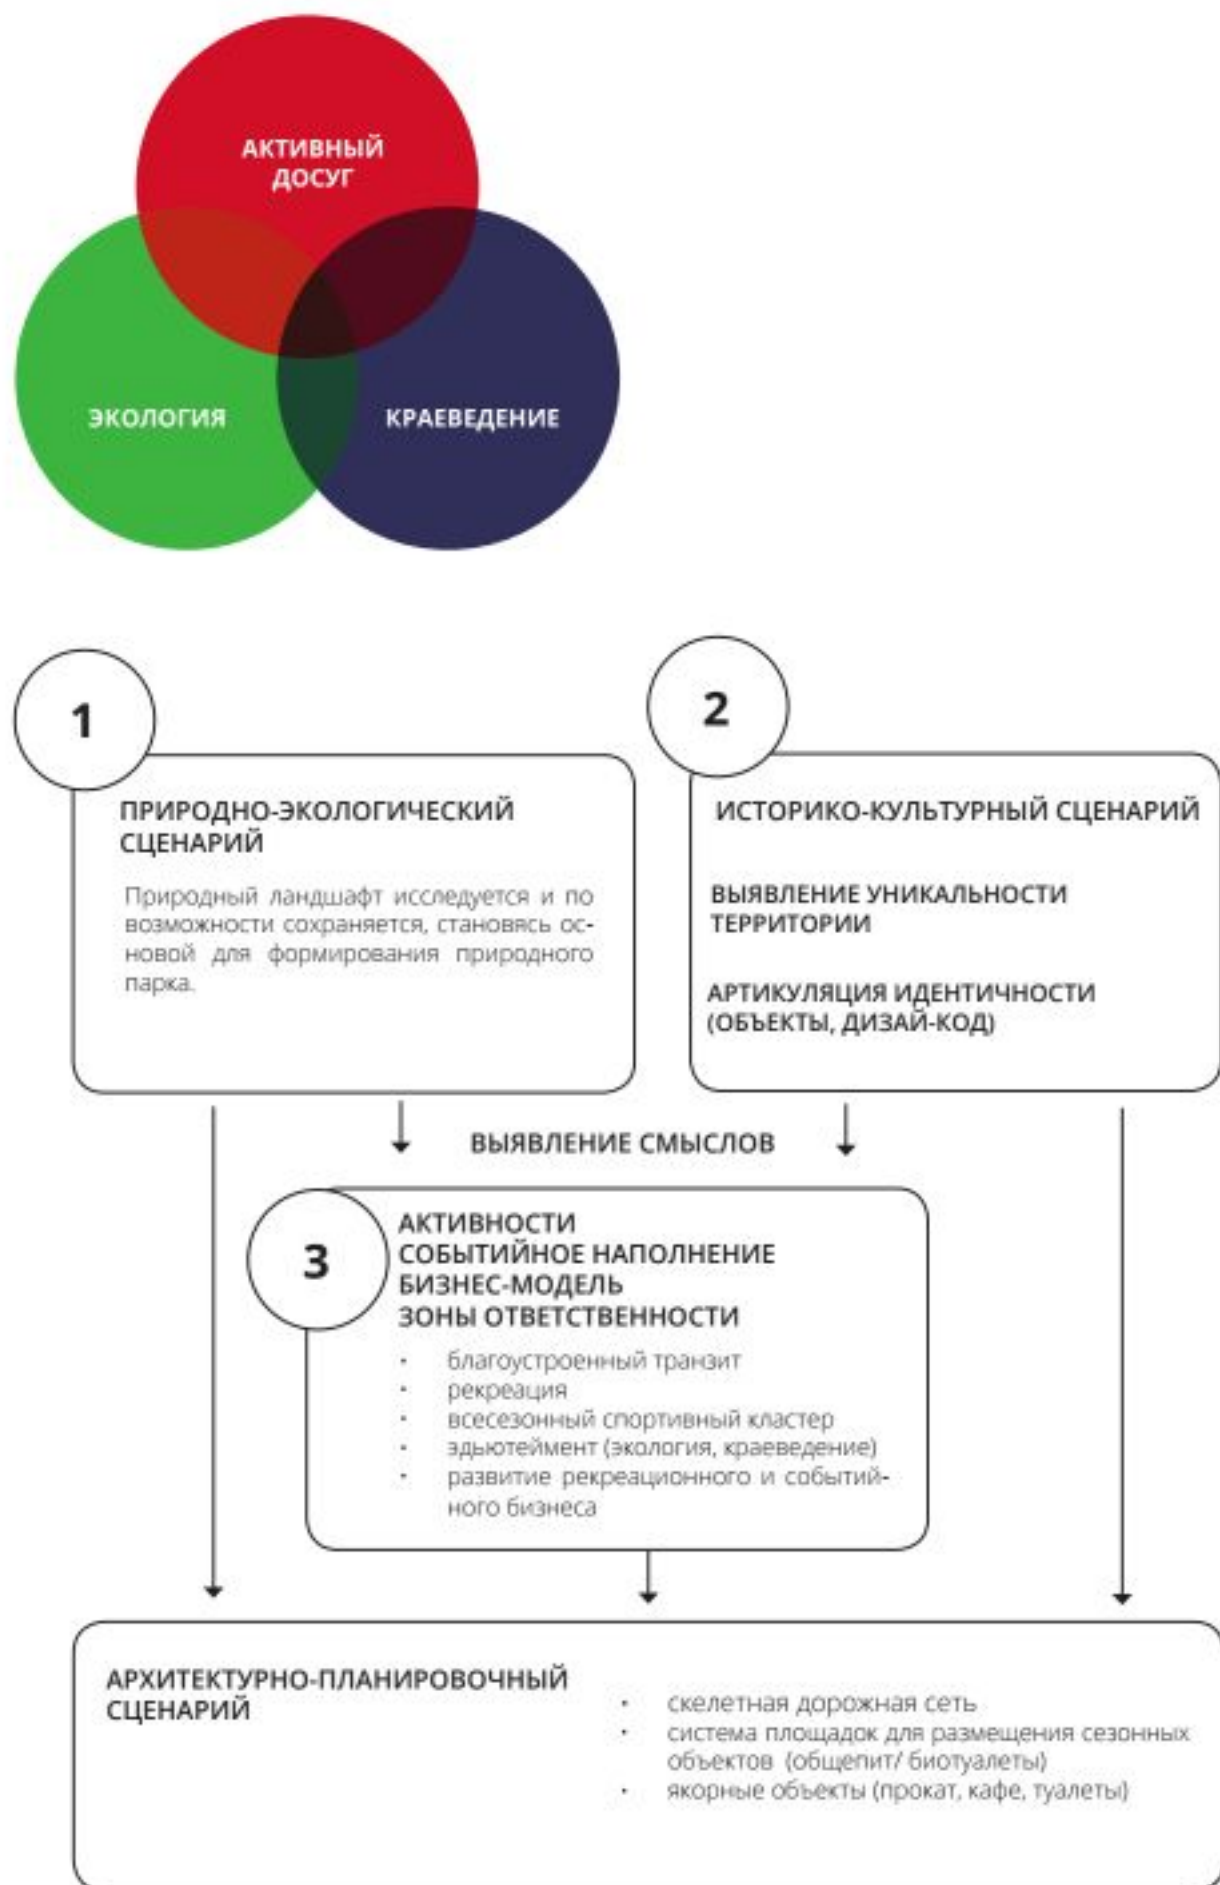 АКТИВНЫЙ
ДОСУГ
ЭКОЛОГИЯ
КРАЕВЕДЕНИЕ
1
ПРИРОДНО-ЭКОЛОГИЧЕСКИЙ
СЦЕНАРИЙ
Природный ландшафт исследуется и по
возможности сохраняется, становясь ос-
новой для формирования природного
парка.
2
ИСТОРИКО-КУЛЬТУРНЫЙ СЦЕНАРИЙ
ВЫЯВЛЕНИЕ УНИКАЛЬНОСТИ
ТЕРРИТОРИИ
АРТИКУЛЯЦИЯ ИДЕНТИЧНОСТИ
(ОБЪЕКТЫ, ДИЗАЙ-КОД)
ВЫЯВЛЕНИЕ СМЫСЛОВ
3
АКТИВНОСТИ
СОБЫТИЙНОЕ НАПОЛНЕНИЕ
БИЗНЕС-МОДЕЛЬ
ЗОНЫ ОТВЕТСТВЕННОСТИ
· благоустроенный транзит
· рекреация
· всесезонный спортивный кластер
· эдьютеймент (экология, краеведение)
· развитие рекреационного и событий-
ного бизнеса
АРХИТЕКТУРНО-ПЛАНИРОВОЧНЫЙ
СЦЕНАРИЙ
· скелетная дорожная сеть
· система площадок для размещения сезонных
объектов (общепит/ биотуалеты)
· якорные объекты (прокат, кафе, туалеты)